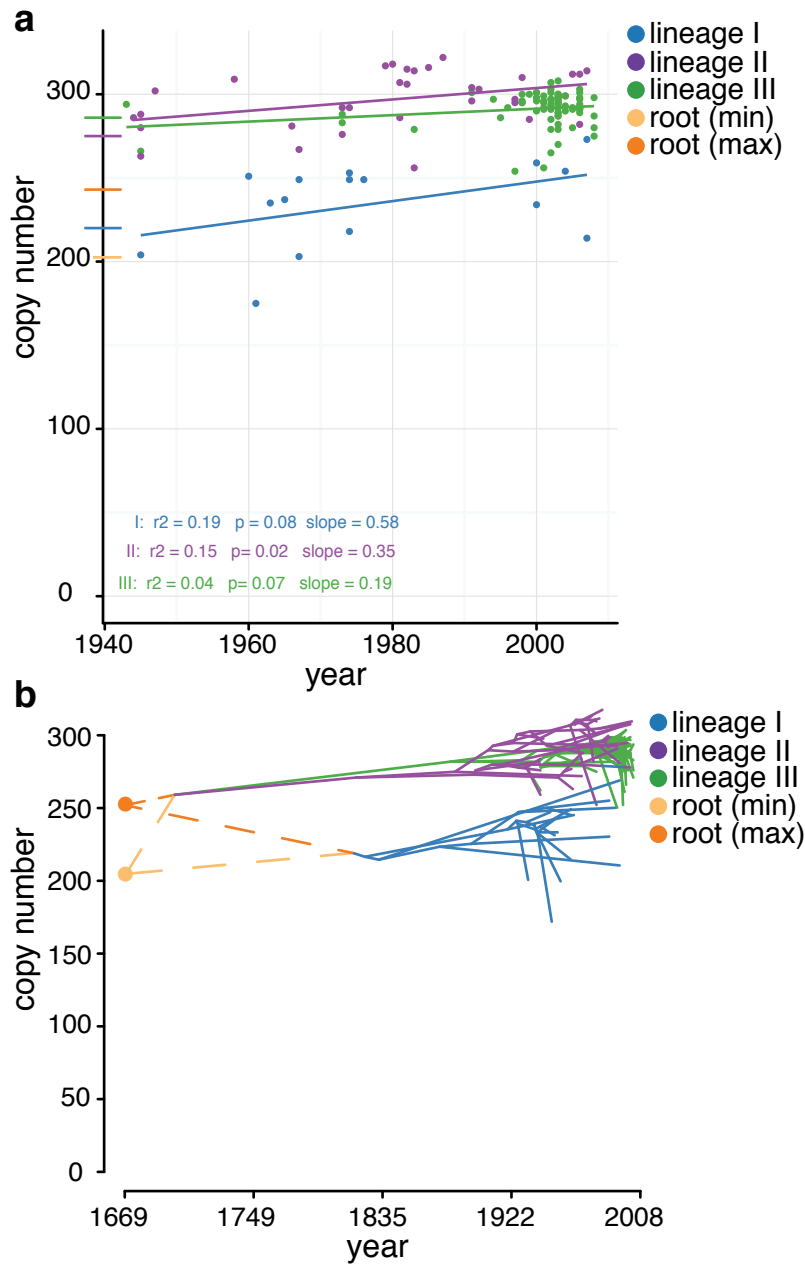 a
lineage I
lineage II
lineage III
root (min)
root (max)
copy number
300
200
100
0
I: r2 = 0.19 p = 0.08 slope = 0.58
II: r2 = 0.15 p= 0.02 slope = 0.35
III: r2 = 0.04 p= 0.07 slope = 0.19
1940 1960 1980 2000
year
b
lineage I
lineage II
lineage III
root (min)
root (max)
copy number
300
250
200
150
100
50
0
1669 1749 1835 1922 2008
year